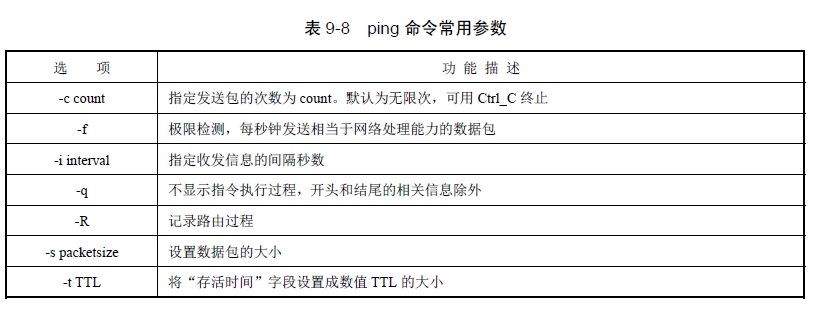 表 9-8 ping 命令常用参数
选 项 功 能 描 述
-c count 指定发送包的次数为 count。默认为无限次，可用 Ctrl_C 终止
-f 极限检测，每秒钟发送相当于网络处理能力的数据包
-i interval 指定收发信息的间隔秒数
-q 不显示指令执行过程，开头和结尾的相关信息除外
-R 记录路由过程
-s packetsize 设置数据包的大小
-t TTL 将“存活时间”字段设置成数值 TTL 的大小